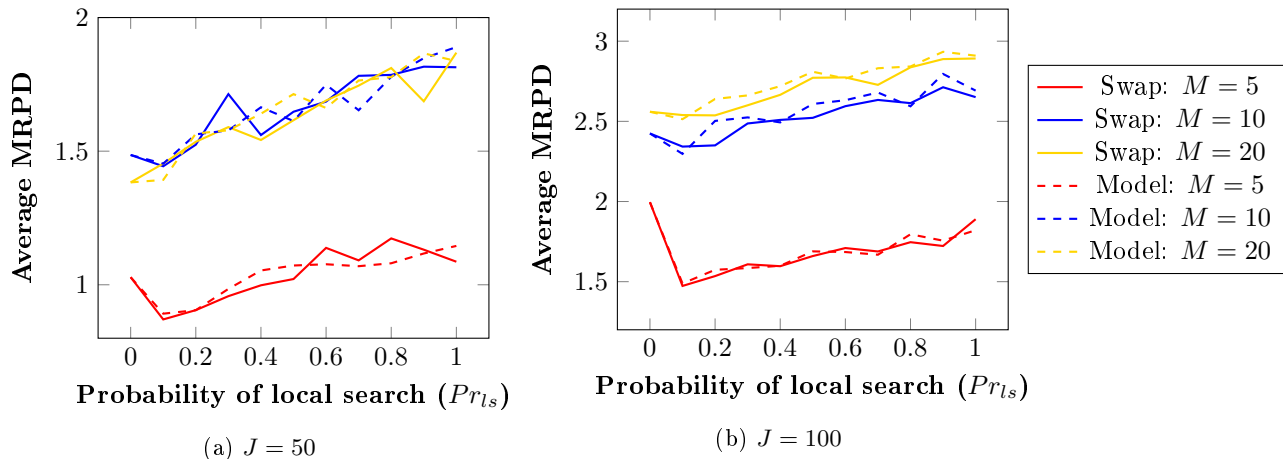 2
1.5
1
Average MRPD
0 0.2 0.4 0.6 0.8 1
Probability of local search (Pr_ls)
(a) J = 50
3
2.5
2
1.5
Average MRPD
0 0.2 0.4 0.6 0.8 1
Probability of local search (Pr_ls)
(b) J = 100
Swap: M = 5
Swap: M = 10
Swap: M = 20
Model: M = 5
Model: M = 10
Model: M = 20